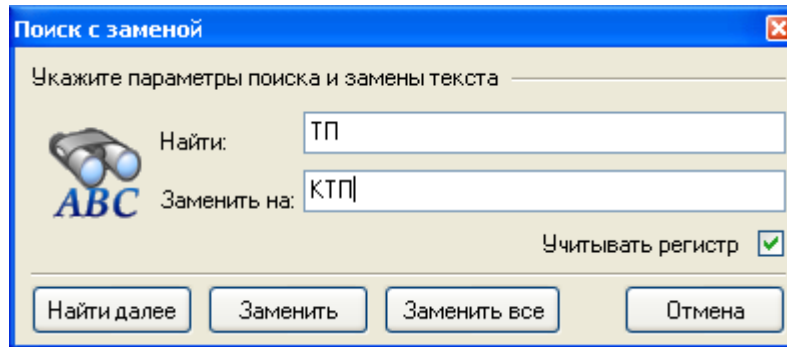 Поиск с заменой
Укажите параметры поиска и замены текста
Найти: ТП
ABC
Заменить на: КТП
Учитывать регистр
Найти далее Заменить Заменить все Отмена